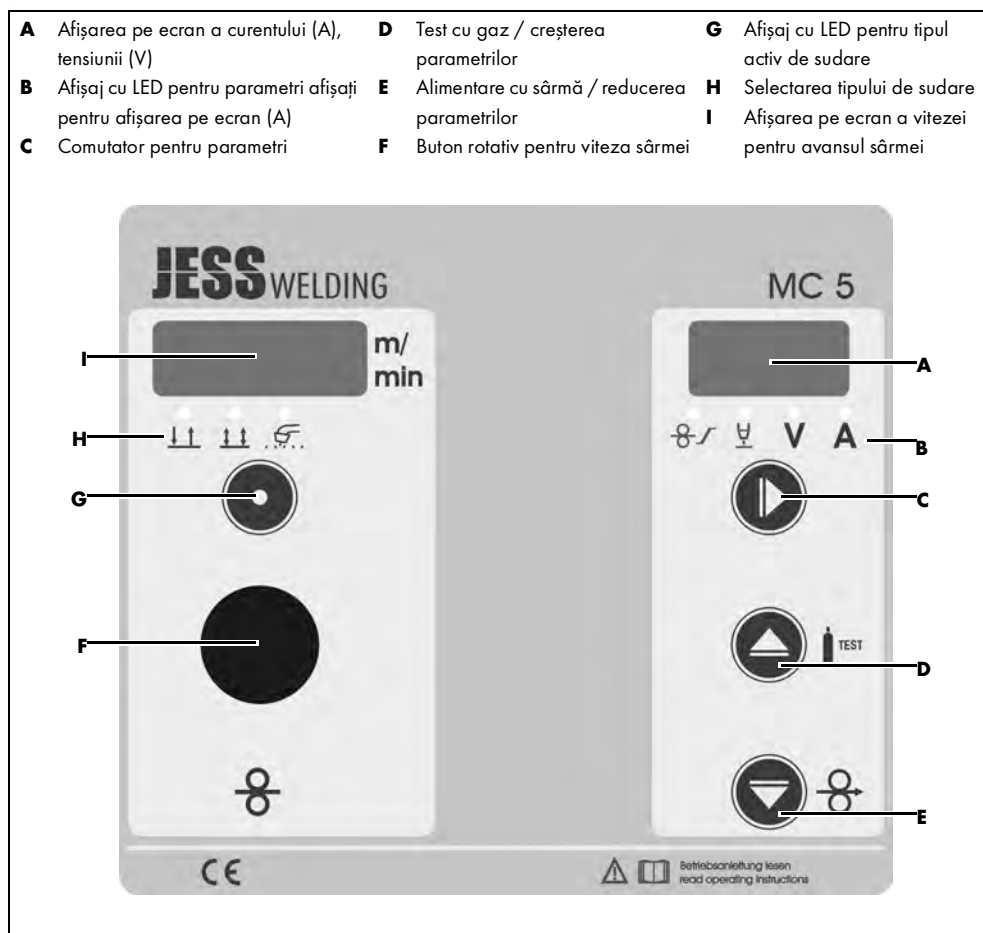 A Afișarea pe ecran a curentului (A),
tensiunii (V)
B Afișaj cu LED pentru parametri afișați
pentru afișarea pe ecran (A)
C Comutator pentru parametri
D Test cu gaz / creșterea
parametrilor
E Alimentare cu sârmă / reducerea
parametrilor
F Buton rotativ pentru viteza sârmei
G Afișaj cu LED pentru tipul
activ de sudare
H Selectarea tipului de sudare
I Afișarea pe ecran a vitezei
pentru avansul sârmei
JESS WELDING
MC 5
I
m/
min
A
H
V A
B
G
C
F
TEST
D
E
CE
Betriebsanleitung lesen
read operating instructions